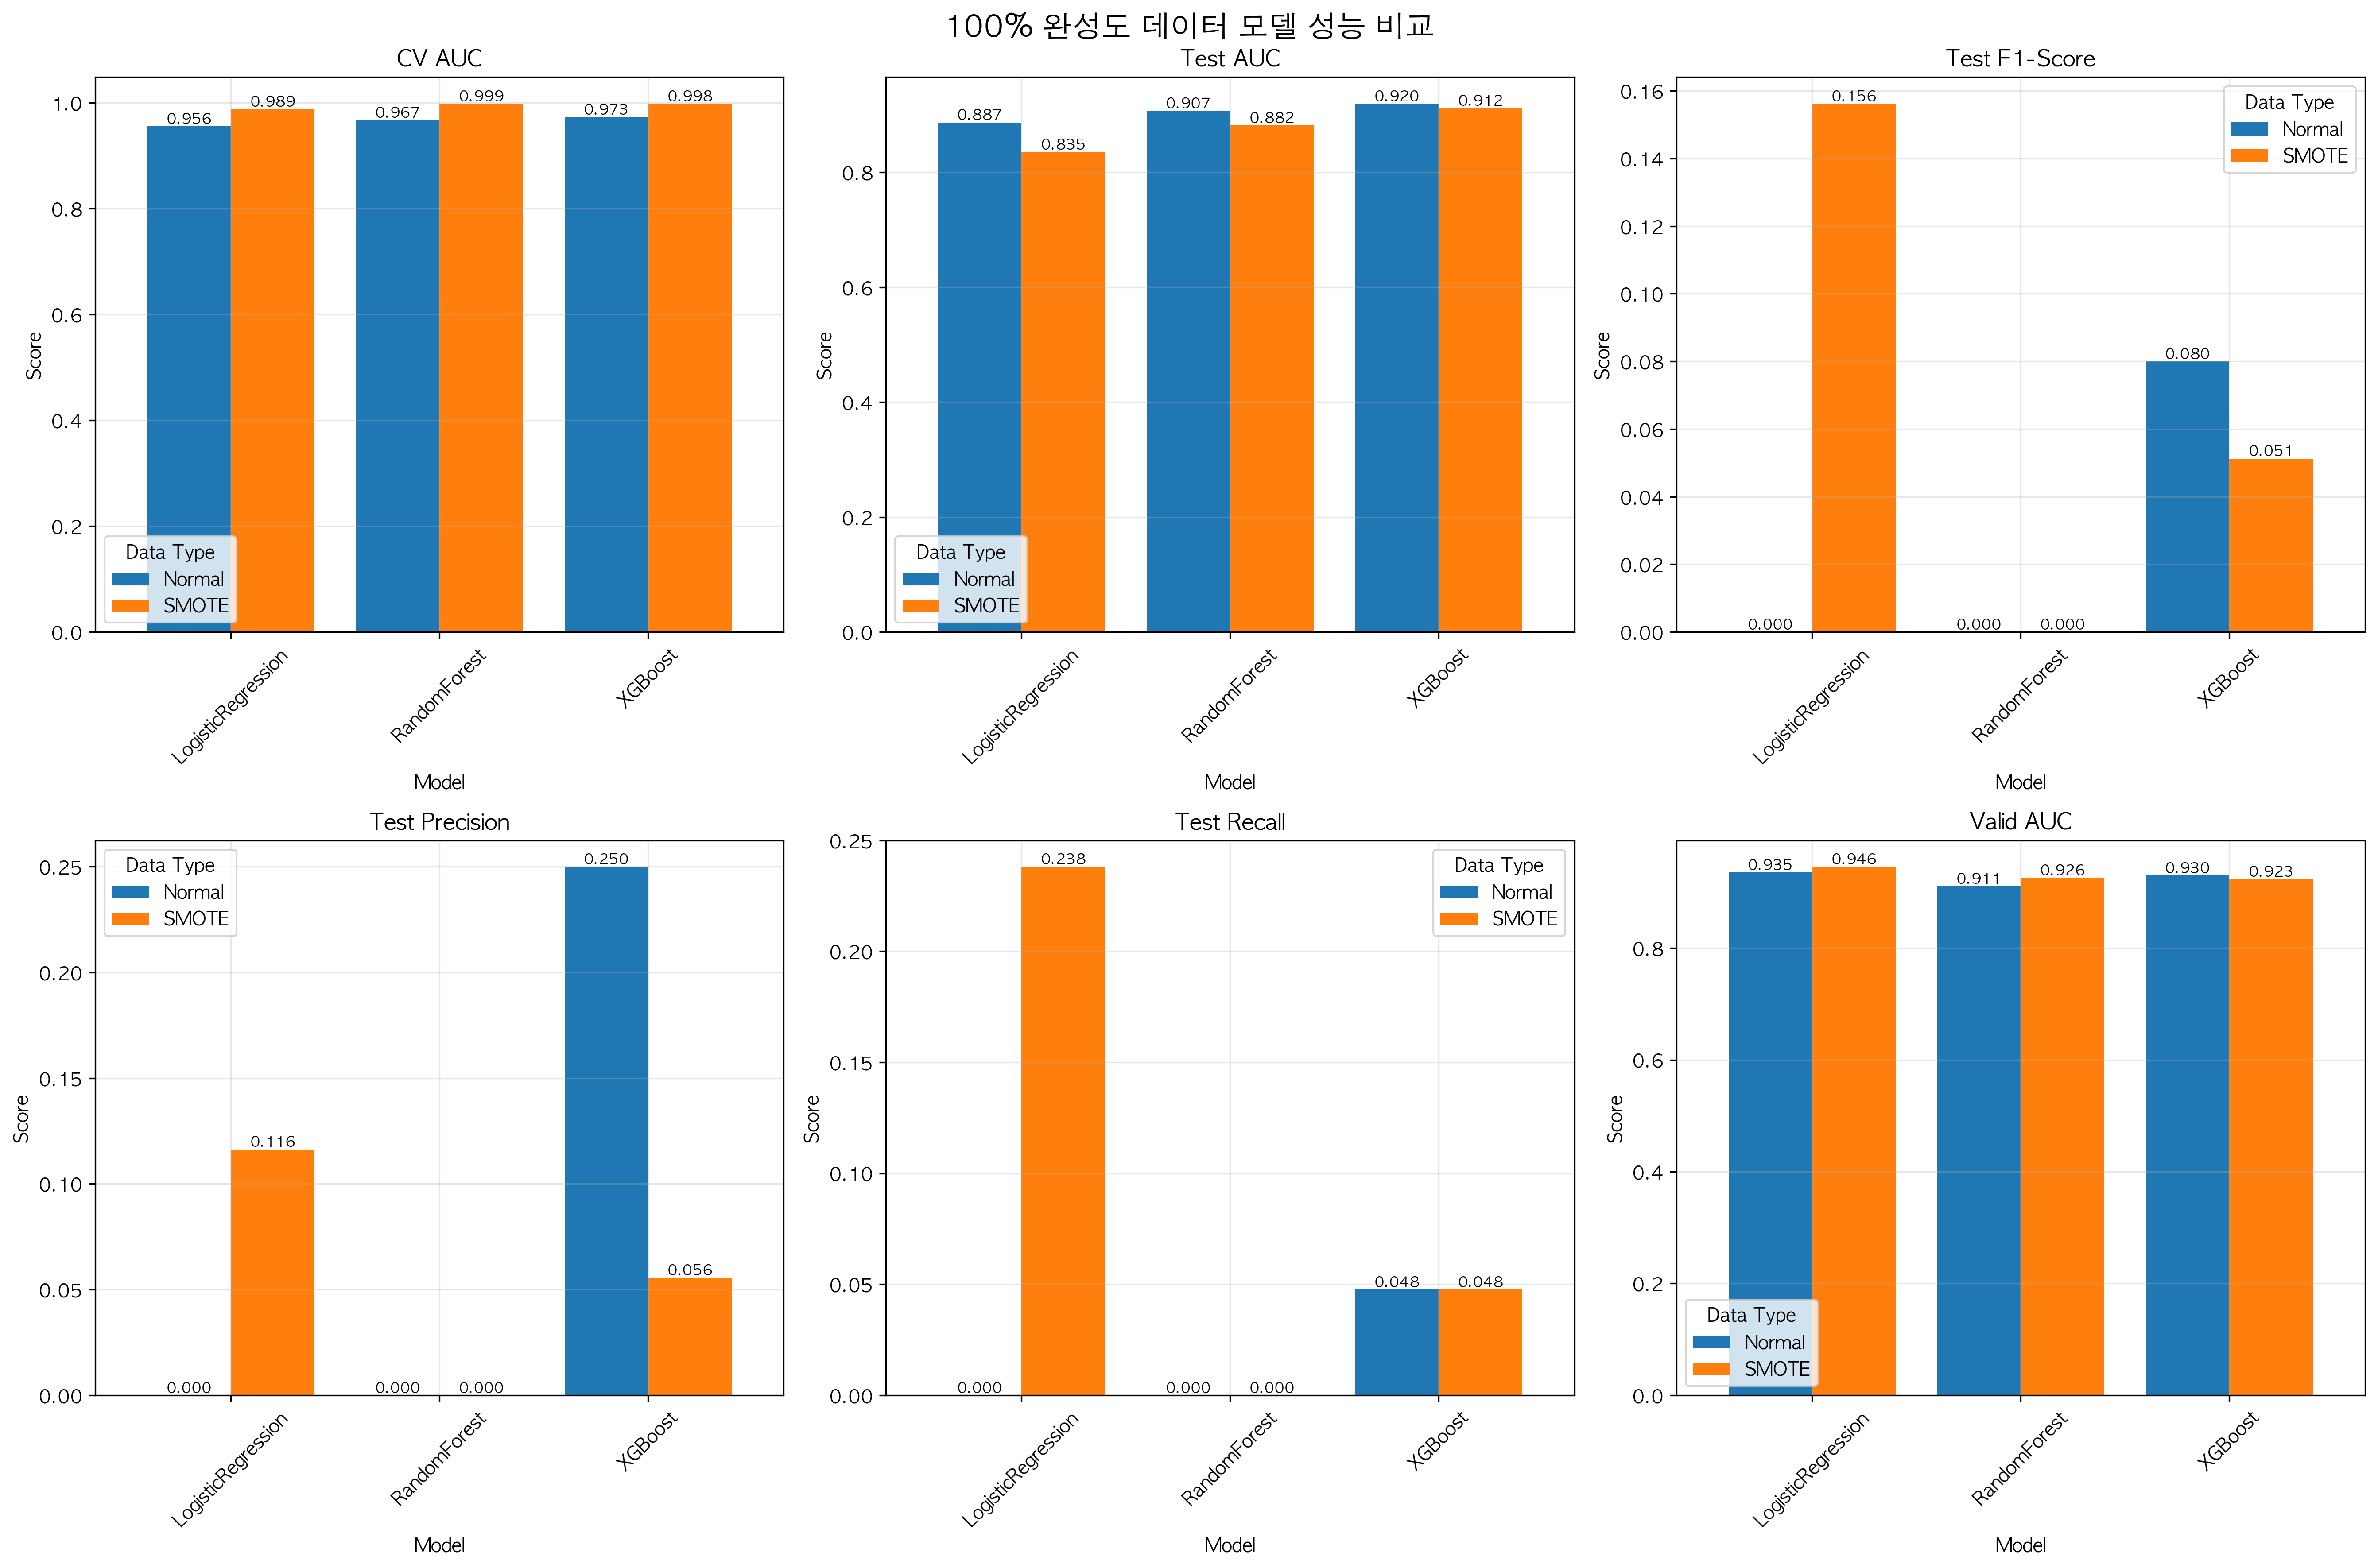 100% 완성도 데이터 모델 성능 비교
CV AUC
Score
1.0
0.8
0.6
0.4
0.2
0.0
0.956
0.989
0.967
0.999
0.973
0.998
Data Type
Normal
SMOTE
LogisticRegression
RandomForest
XGBoost
Model
Test AUC
Score
0.8
0.6
0.4
0.2
0.0
0.887
0.835
0.907
0.882
0.920
0.912
Data Type
Normal
SMOTE
LogisticRegression
RandomForest
XGBoost
Model
Test F1-Score
Score
0.16
0.14
0.12
0.10
0.08
0.06
0.04
0.02
0.00
0.000
0.156
0.000
0.000
0.080
0.051
Data Type
Normal
SMOTE
LogisticRegression
RandomForest
XGBoost
Model
Test Precision
Score
0.25
0.20
0.15
0.10
0.05
0.00
0.000
0.116
0.000
0.000
0.250
0.056
Data Type
Normal
SMOTE
LogisticRegression
RandomForest
XGBoost
Model
Test Recall
Score
0.25
0.20
0.15
0.10
0.05
0.00
0.000
0.238
0.000
0.000
0.048
0.048
Data Type
Normal
SMOTE
LogisticRegression
RandomForest
XGBoost
Model
Valid AUC
Score
0.8
0.6
0.4
0.2
0.0
0.935
0.946
0.911
0.926
0.930
0.923
Data Type
Normal
SMOTE
LogisticRegression
RandomForest
XGBoost
Model